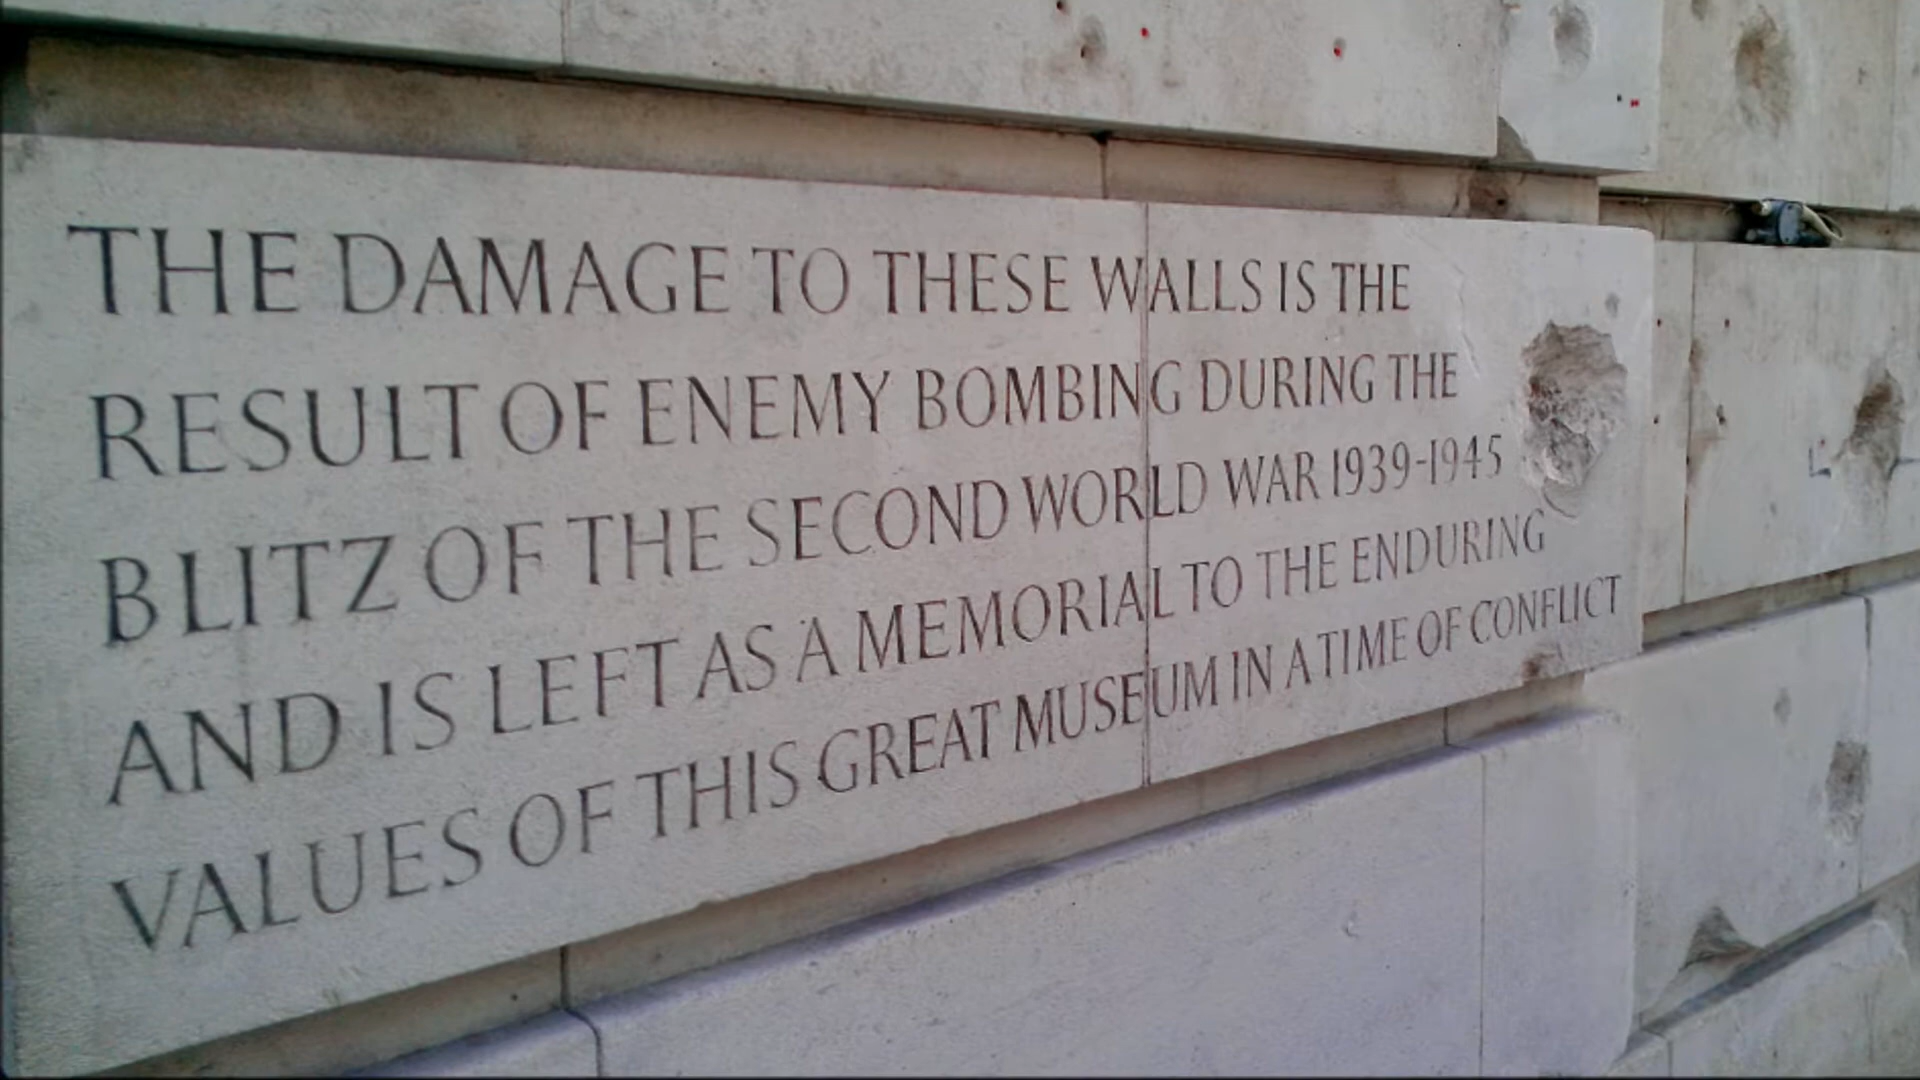 THE DAMAGE TO THESE WALLS IS THE
RESULT OF ENEMY BOMBING DURING THE
BLITZ OF THE SECOND WORLD WAR 1939-1945
AND IS LEFT AS A MEMORIAL TO THE ENDURING
VALUES OF THIS GREAT MUSEUM IN A TIME OF CONFLICT